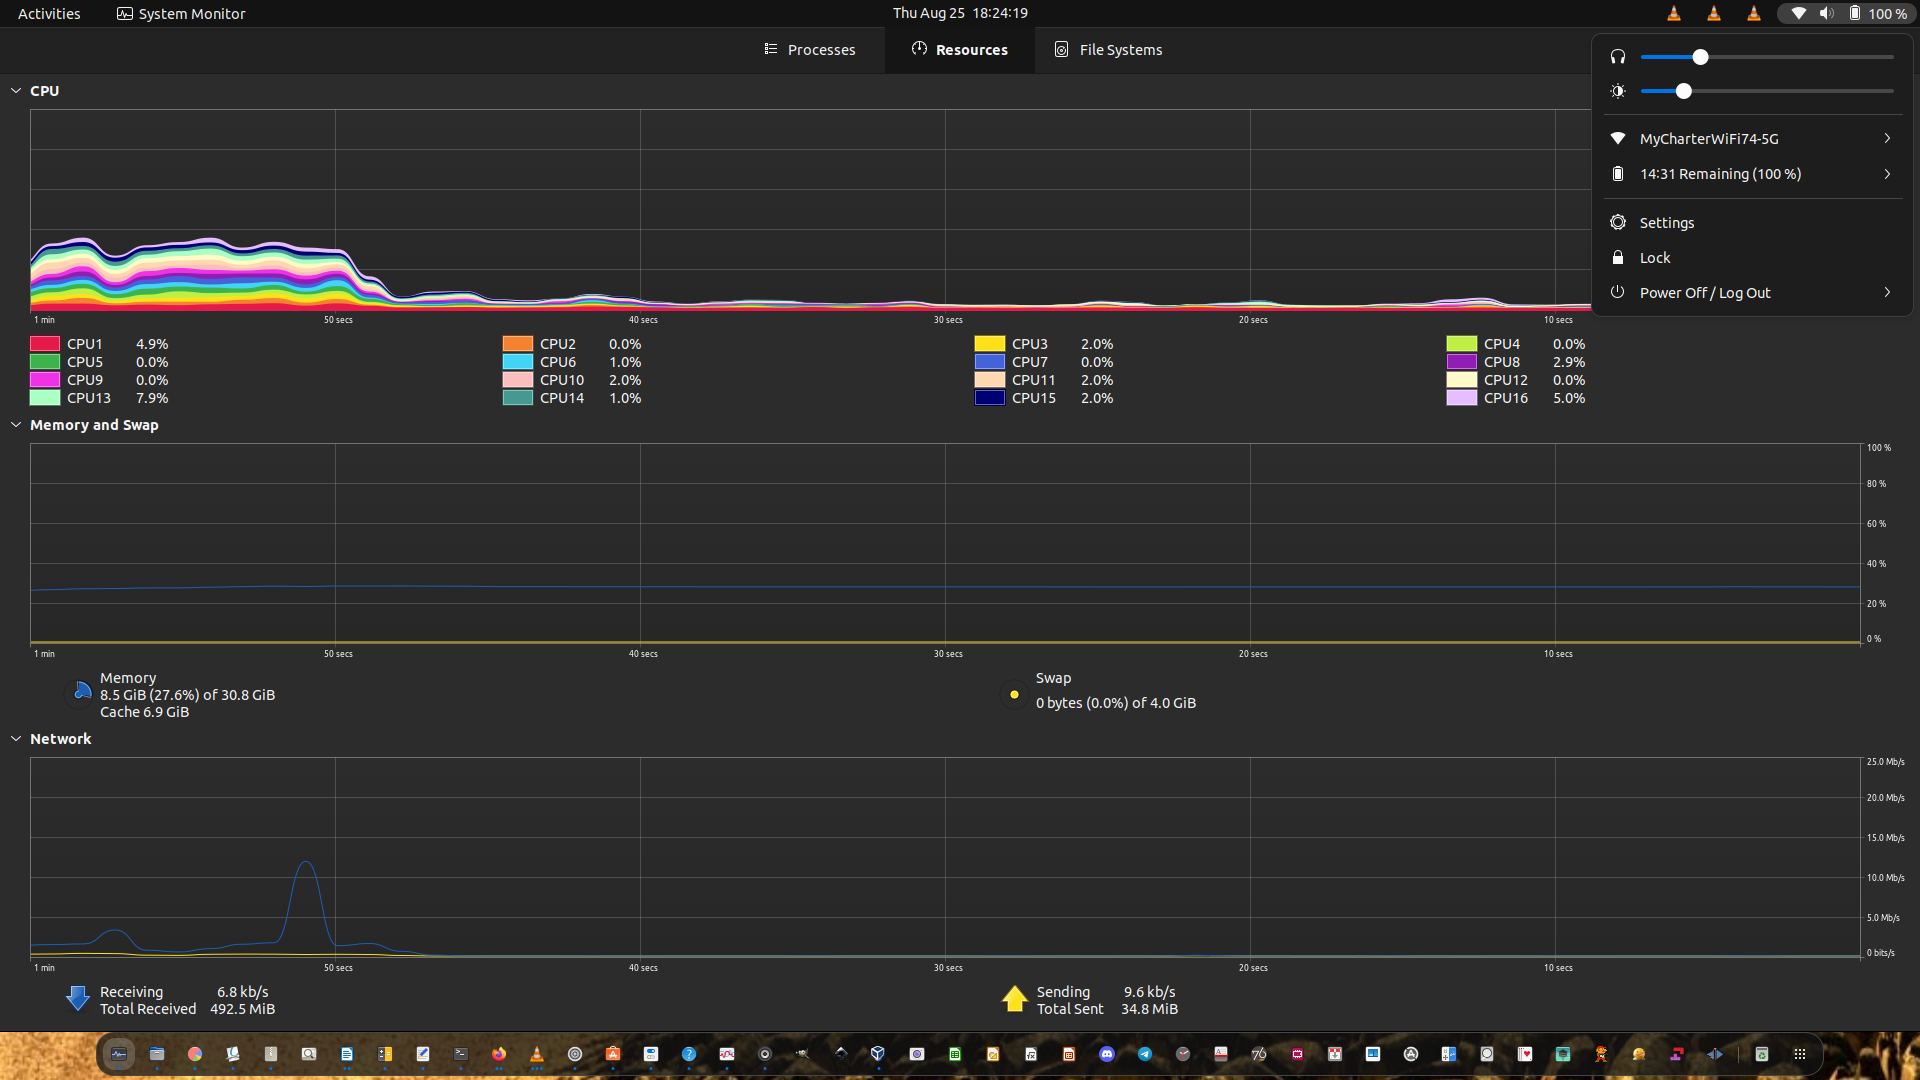 Activities System Monitor Thu Aug 25 18:24:19 100 %
Processes Resources File Systems
CPU
1 min 50 secs 40 secs 30 secs 20 secs 10 secs
CPU1 4.9% CPU2 0.0% CPU3 2.0% CPU4 0.0%
CPU5 0.0% CPU6 1.0% CPU7 0.0% CPU8 2.9%
CPU9 0.0% CPU10 2.0% CPU11 2.0% CPU12 0.0%
CPU13 7.9% CPU14 1.0% CPU15 2.0% CPU16 5.0%
MyCharterWiFi74-5G
14:31 Remaining (100 %)
Settings
Lock
Power Off / Log Out
Memory and Swap
100 %
80 %
60 %
40 %
20 %
0 %
1 min 50 secs 40 secs 30 secs 20 secs 10 secs
Memory
8.5 GiB (27.6%) of 30.8 GiB
Cache 6.9 GiB
Swap
0 bytes (0.0%) of 4.0 GiB
Network
25.0 Mb/s
20.0 Mb/s
15.0 Mb/s
10.0 Mb/s
5.0 Mb/s
0 bits/s
1 min 50 secs 40 secs 30 secs 20 secs 10 secs
Receiving 6.8 kb/s
Total Received 492.5 MiB
Sending 9.6 kb/s
Total Sent 34.8 MiB
76